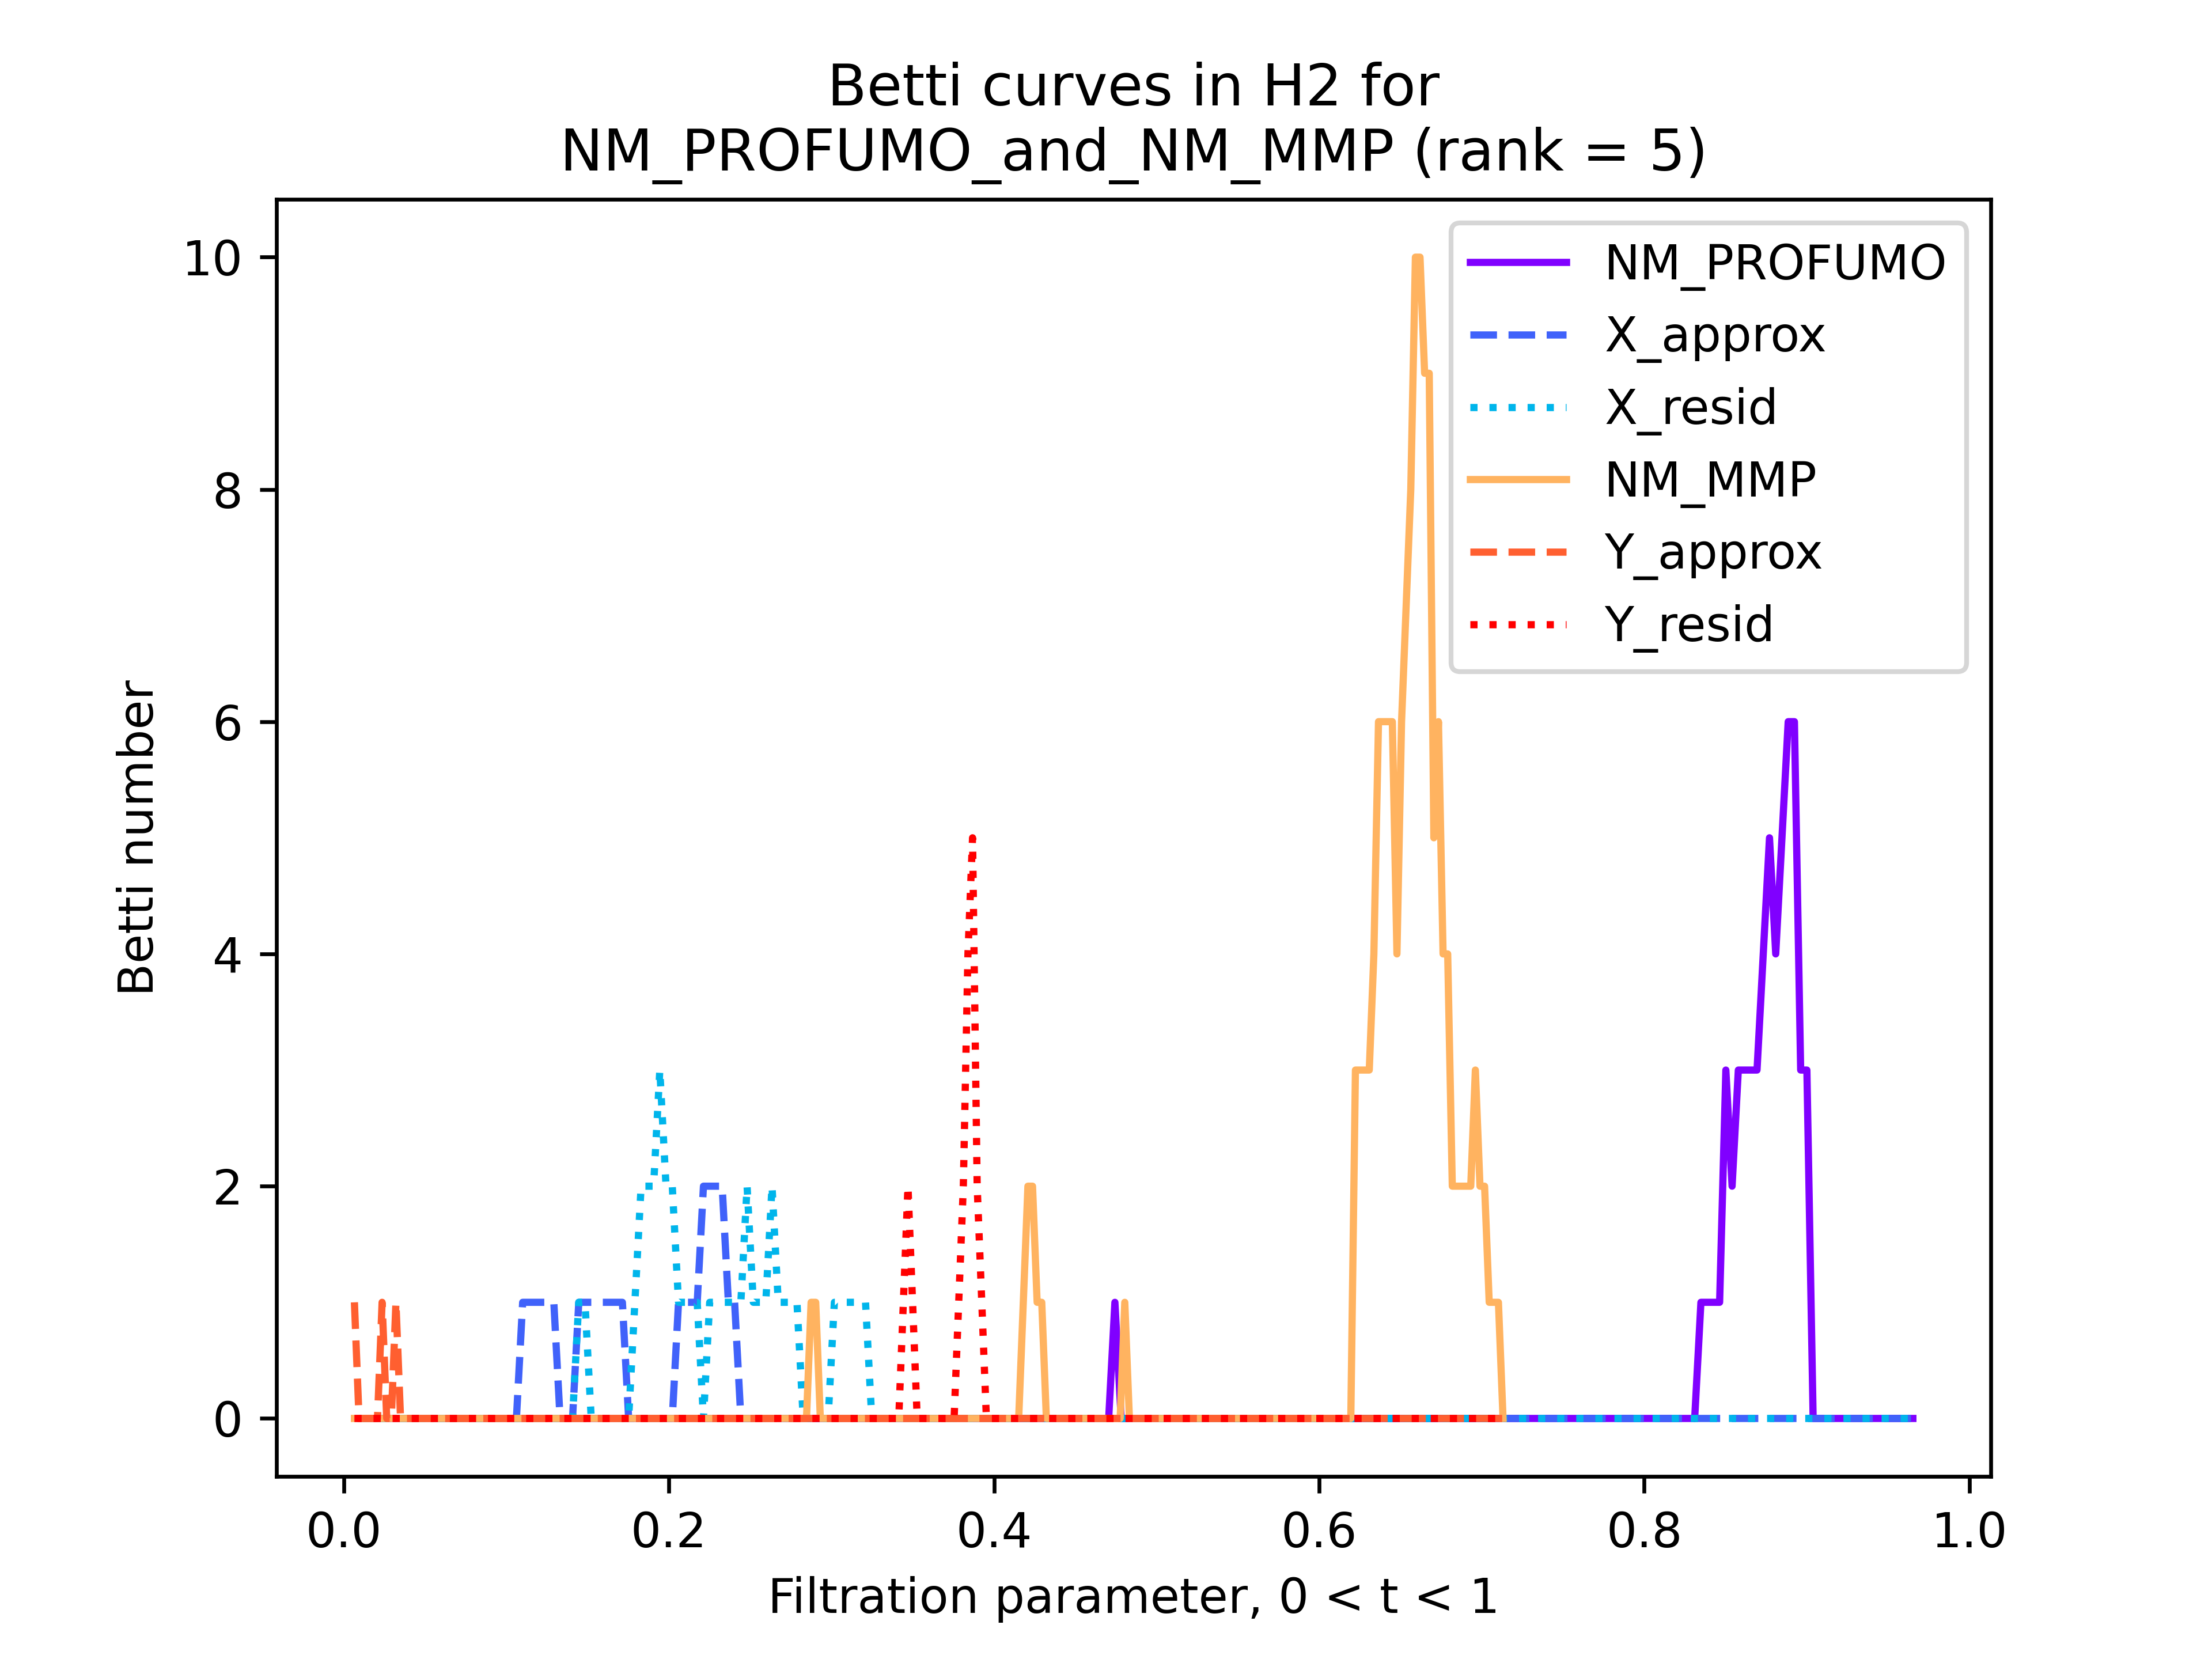 Betti curves in H2 for
NM_PROFUMO_and_NM_MMP (rank = 5)
NM_PROFUMO
X_approx
X_resid
NM_MMP
Y_approx
Y_resid
Betti number
10
8
6
4
2
0
0.0 0.2 0.4 0.6 0.8 1.0
Filtration parameter, 0 < t < 1